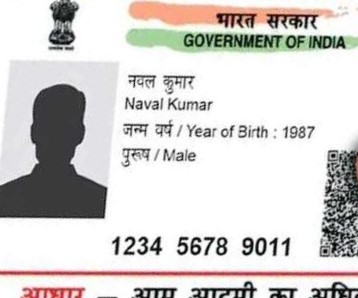 भारत सरकार
GOVERNMENT OF INDIA
नवल कुमार
Naval Kumar
जन्म वर्ष / Year of Birth : 1987
पुरूष / Male
1234 5678 9011
आधार – आम आदमी का